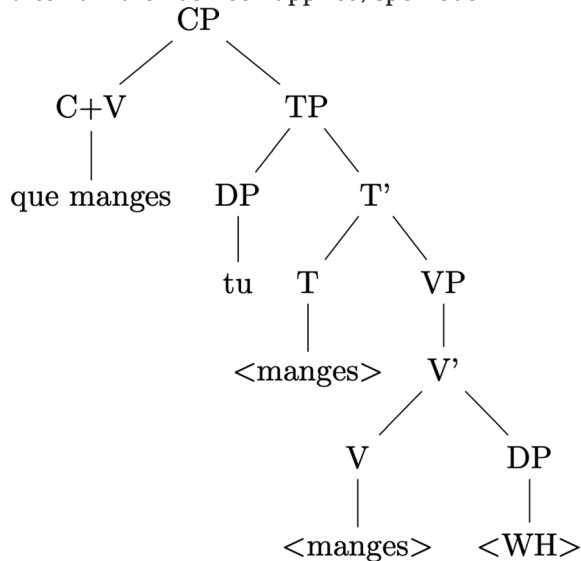 CP
C+V TP
que manges DP T’
tu T VP
<manges> V’
V DP
<manges> <WH>